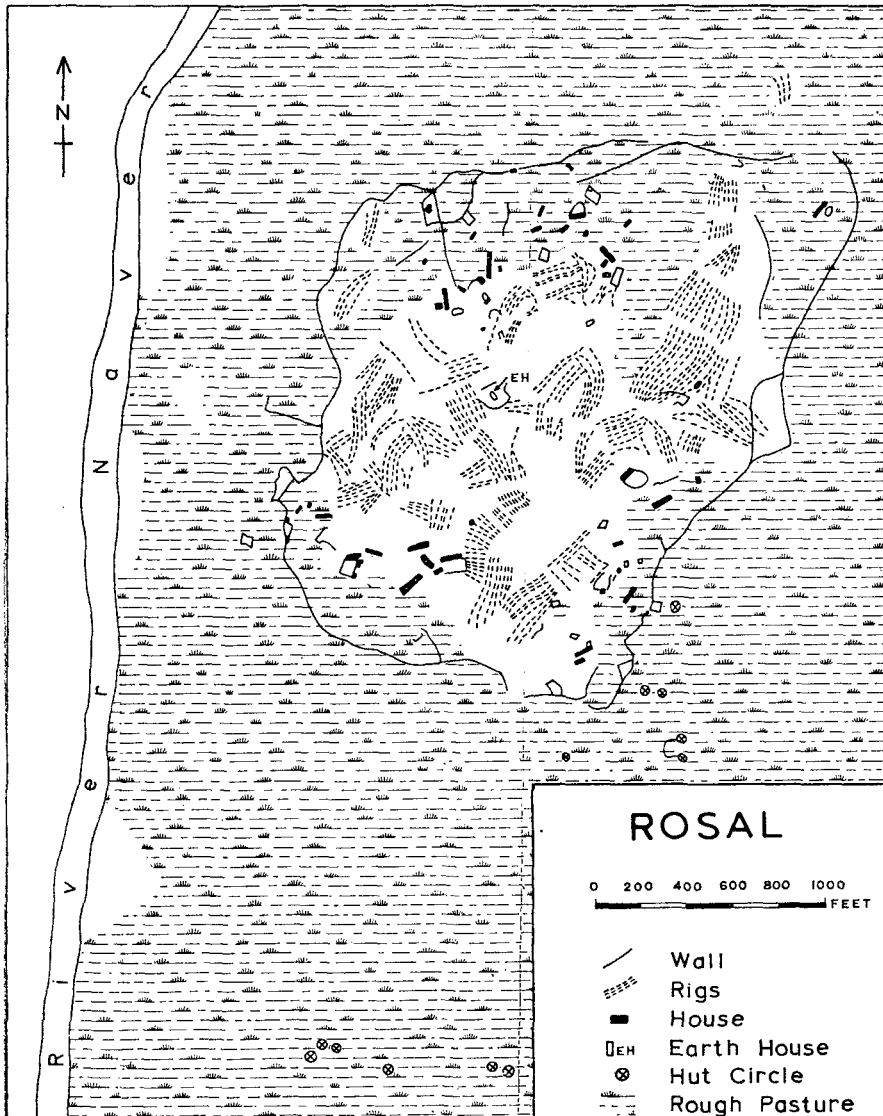 N
River Naver
EH
ROSAL
0 200 400 600 800 1000
FEET
Wall
Rigs
House
EH Earth House
Hut Circle
Rough Pasture